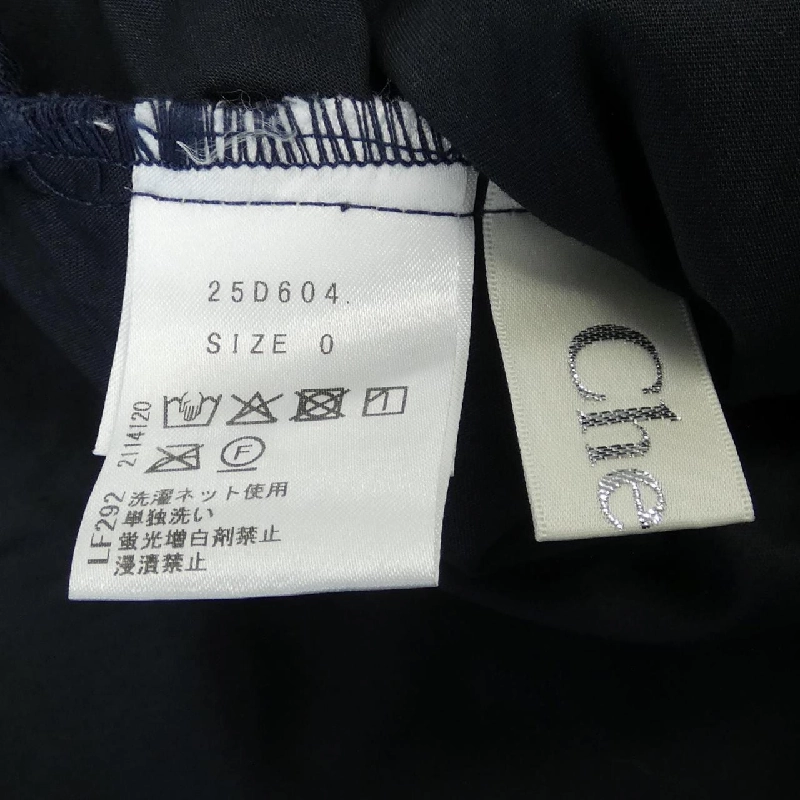 25D604.
SIZE 0
F
LF292 2114120
洗濯ネット使用
単独洗い
蛍光増白剤禁止
浸漬禁止
Che